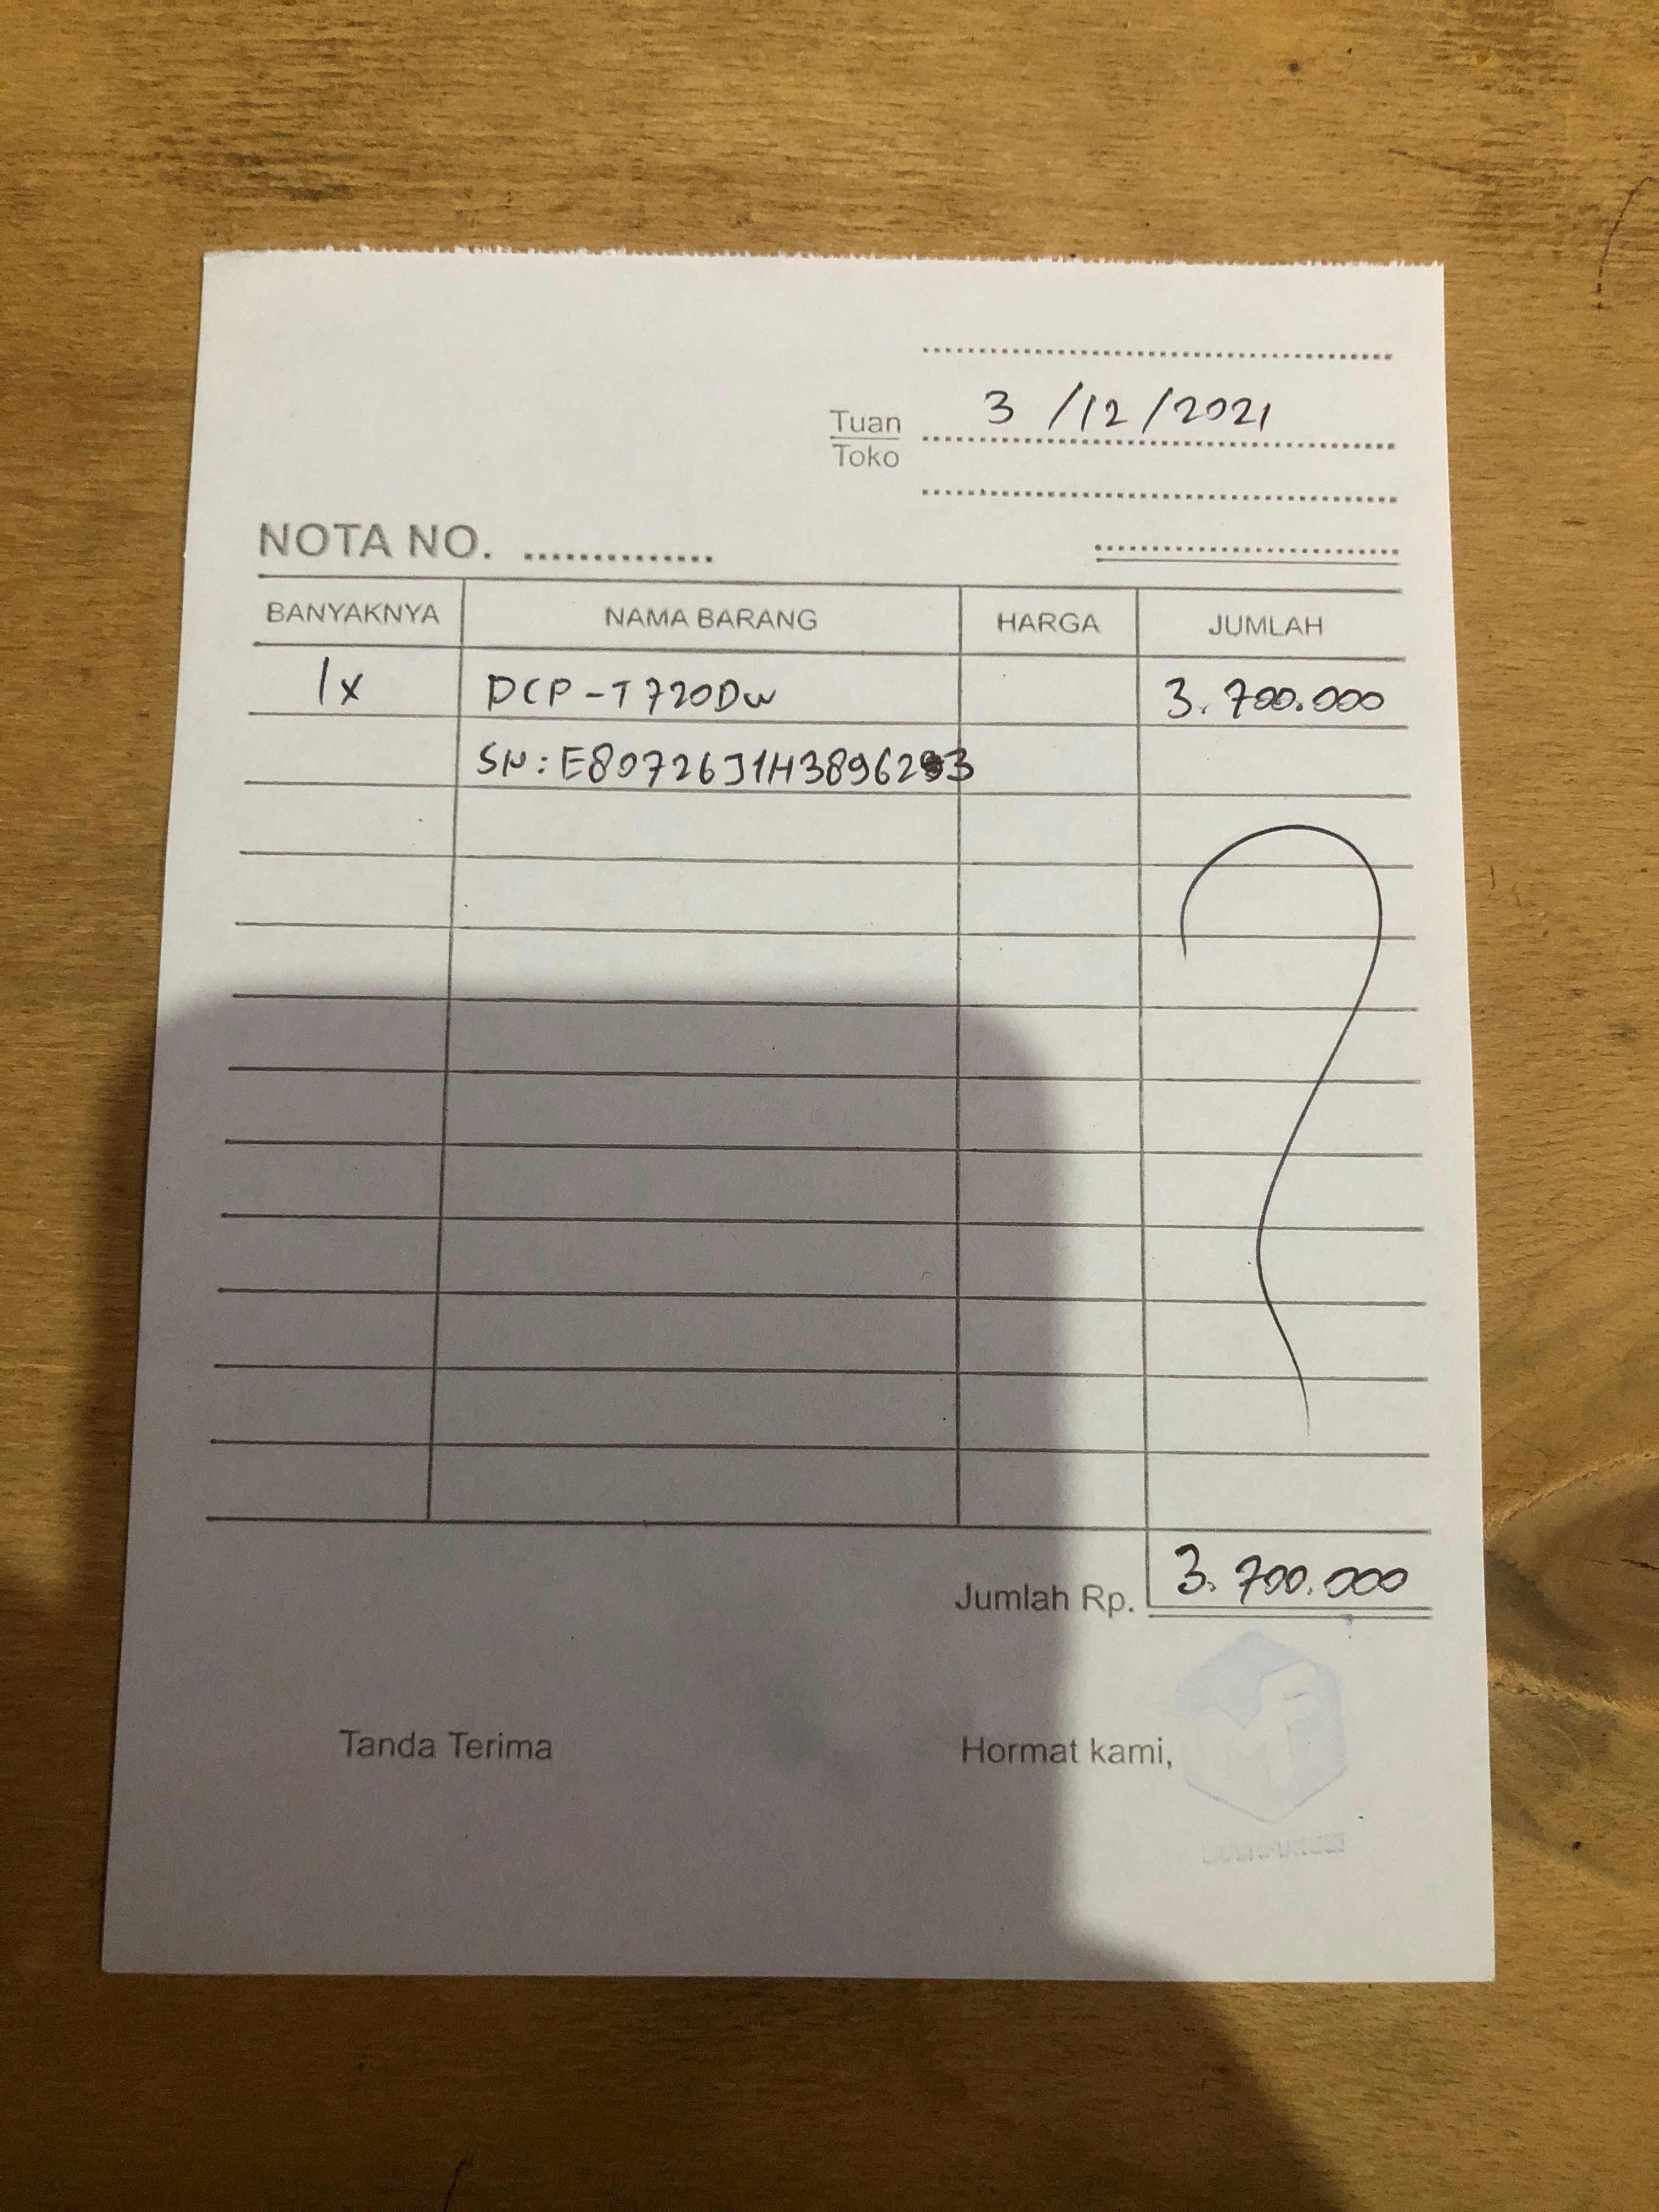 3 /12/2021
Tuan
Toko
NOTA NO. ..............
BANYAKNYA NAMA BARANG HARGA JUMLAH
1x DCP-T720DW 3.700.000
SN: E80726J1H38962
Jumlah Rp. 3.700.000
Tanda Terima Hormat kami,